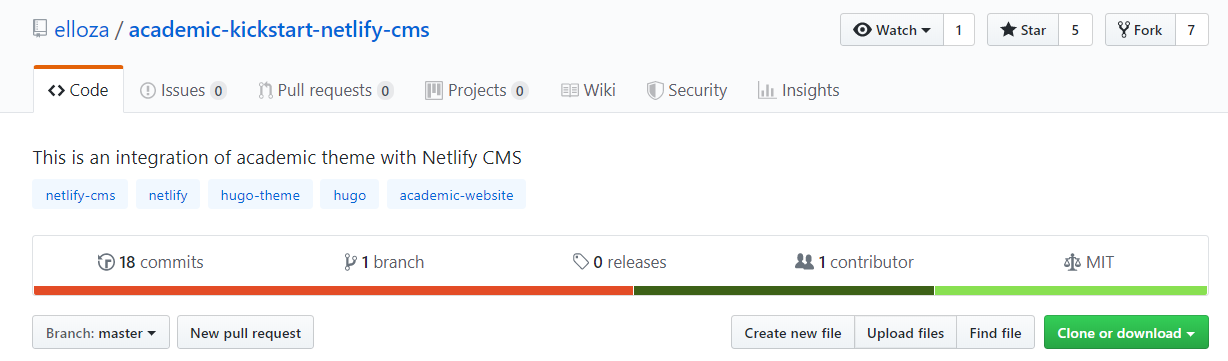 elloza / academic-kickstart-netlify-cms Watch 1 Star 5 Fork 7
Code Issues 0 Pull requests 0 Projects 0 Wiki Security Insights
This is an integration of academic theme with Netlify CMS
netlify-cms netlify hugo-theme hugo academic-website
18 commits 1 branch 0 releases 1 contributor MIT
Branch: master New pull request Create new file Upload files Find file Clone or download